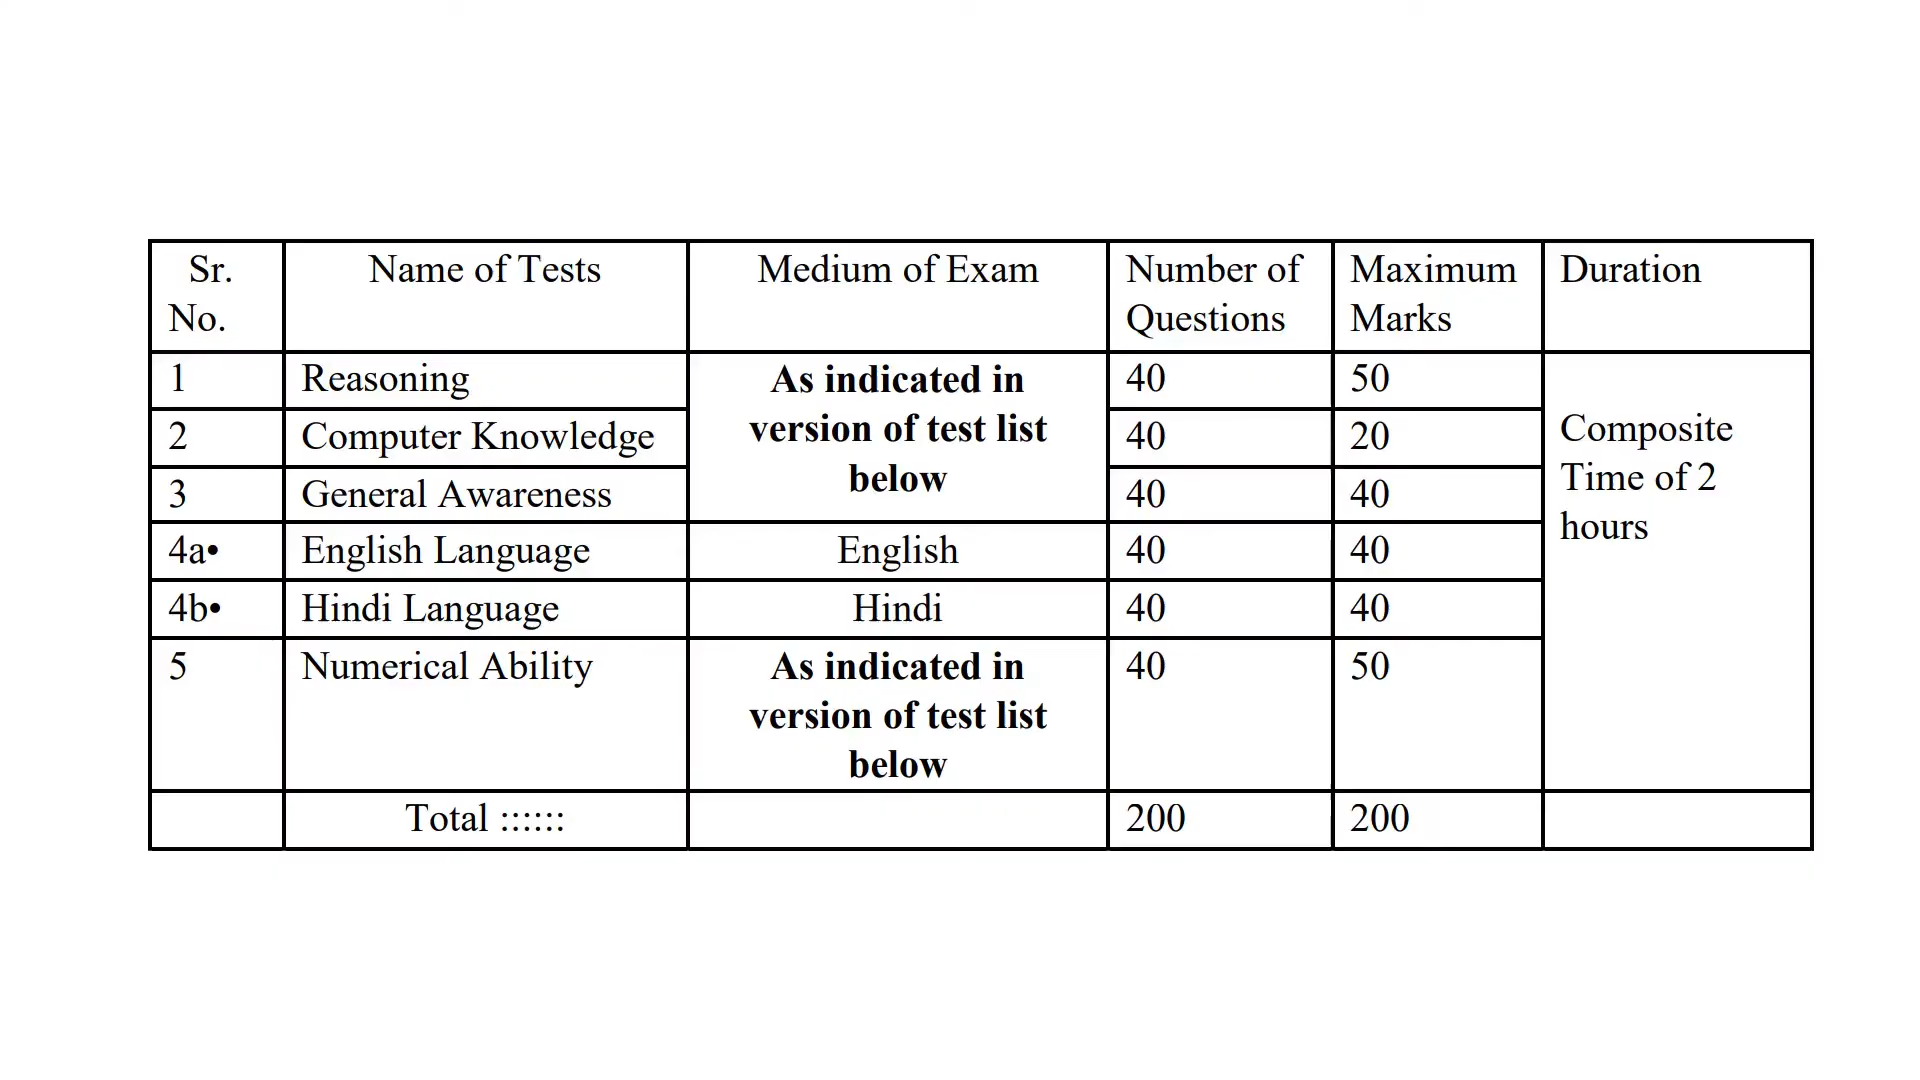 Sr. No. Name of Tests Medium of Exam Number of Questions Maximum Marks Duration
1 Reasoning As indicated in version of test list below 40 50 Composite Time of 2 hours
2 Computer Knowledge 40 20
3 General Awareness 40 40
4a• English Language English 40 40
4b• Hindi Language Hindi 40 40
5 Numerical Ability As indicated in version of test list below 40 50
Total :::::: 200 200